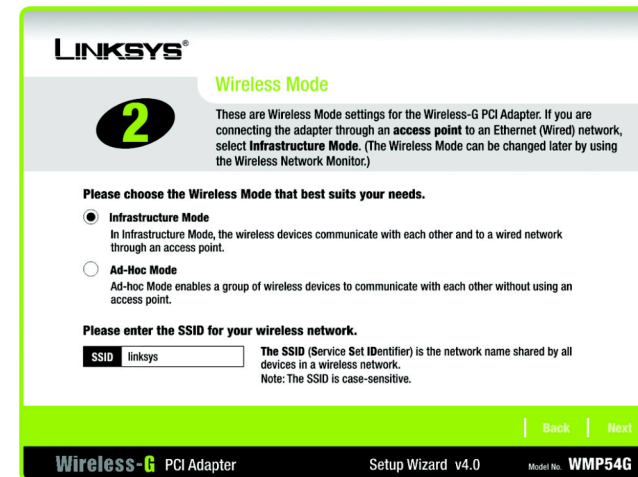 LINKSYS®
Wireless Mode
2
These are Wireless Mode settings for the Wireless-G PCI Adapter. If you are
connecting the adapter through an access point to an Ethernet (Wired) network,
select Infrastructure Mode. (The Wireless Mode can be changed later by using
the Wireless Network Monitor.)
Please choose the Wireless Mode that best suits your needs.
Infrastructure Mode
In Infrastructure Mode, the wireless devices communicate with each other and to a wired network
through an access point.
Ad-Hoc Mode
Ad-hoc Mode enables a group of wireless devices to communicate with each other without using an
access point.
Please enter the SSID for your wireless network.
SSID linksys
The SSID (Service Set IDentifier) is the network name shared by all
devices in a wireless network.
Note: The SSID is case-sensitive.
Back Next
Wireless-G PCI Adapter Setup Wizard v4.0 Model No. WMP54G